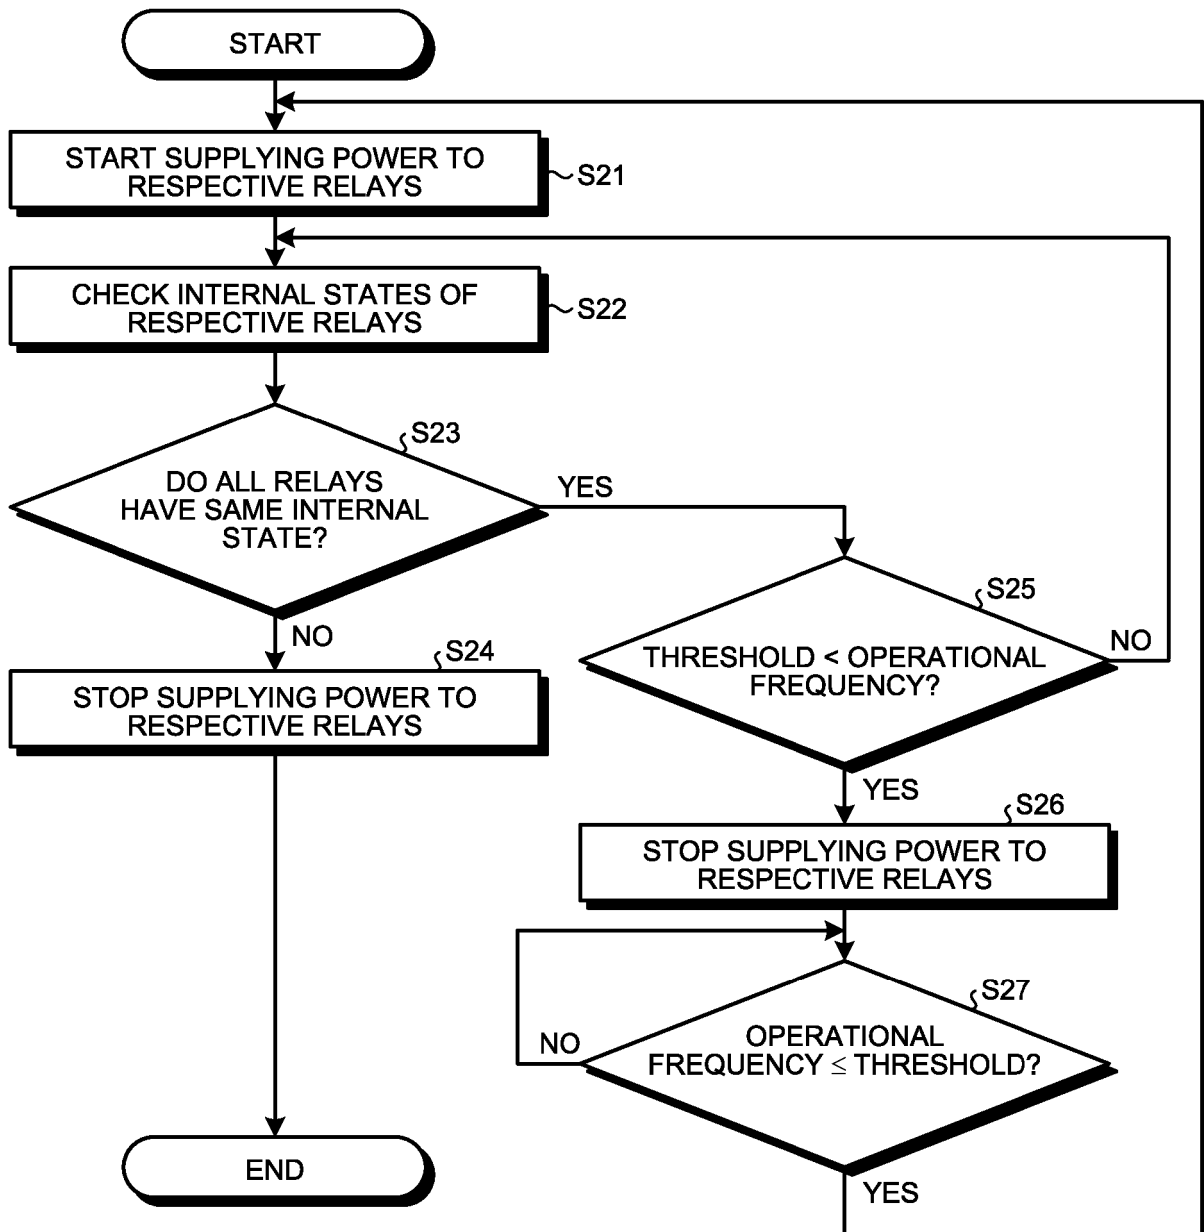 START
START SUPPLYING POWER TO
RESPECTIVE RELAYS
S21
CHECK INTERNAL STATES OF
RESPECTIVE RELAYS
S22
S23
DO ALL RELAYS
HAVE SAME INTERNAL
STATE?
YES
NO
S24
STOP SUPPLYING POWER TO
RESPECTIVE RELAYS
S25
THRESHOLD < OPERATIONAL
FREQUENCY?
NO
YES
S26
STOP SUPPLYING POWER TO
RESPECTIVE RELAYS
S27
OPERATIONAL
FREQUENCY ≤ THRESHOLD?
NO
YES
END